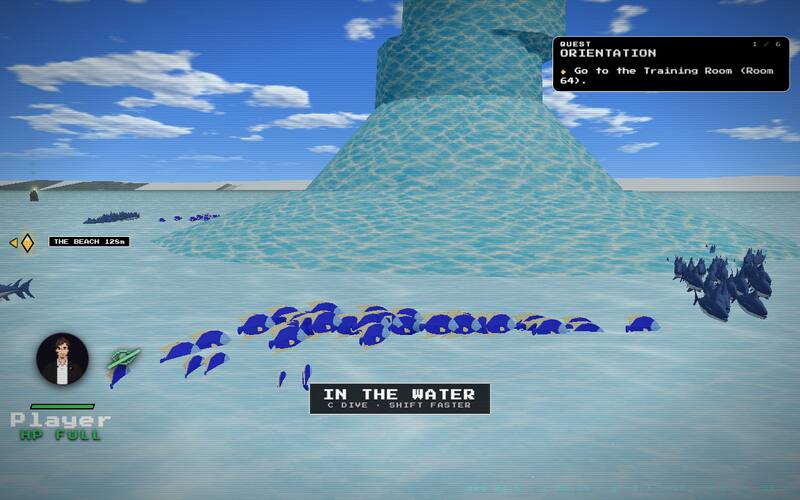 QUEST 1 / 6
ORIENTATION
◆ Go to the Training Room (Room
64).
THE BEACH 128m
IN THE WATER
C DIVE · SHIFT FASTER
Player
HP FULL